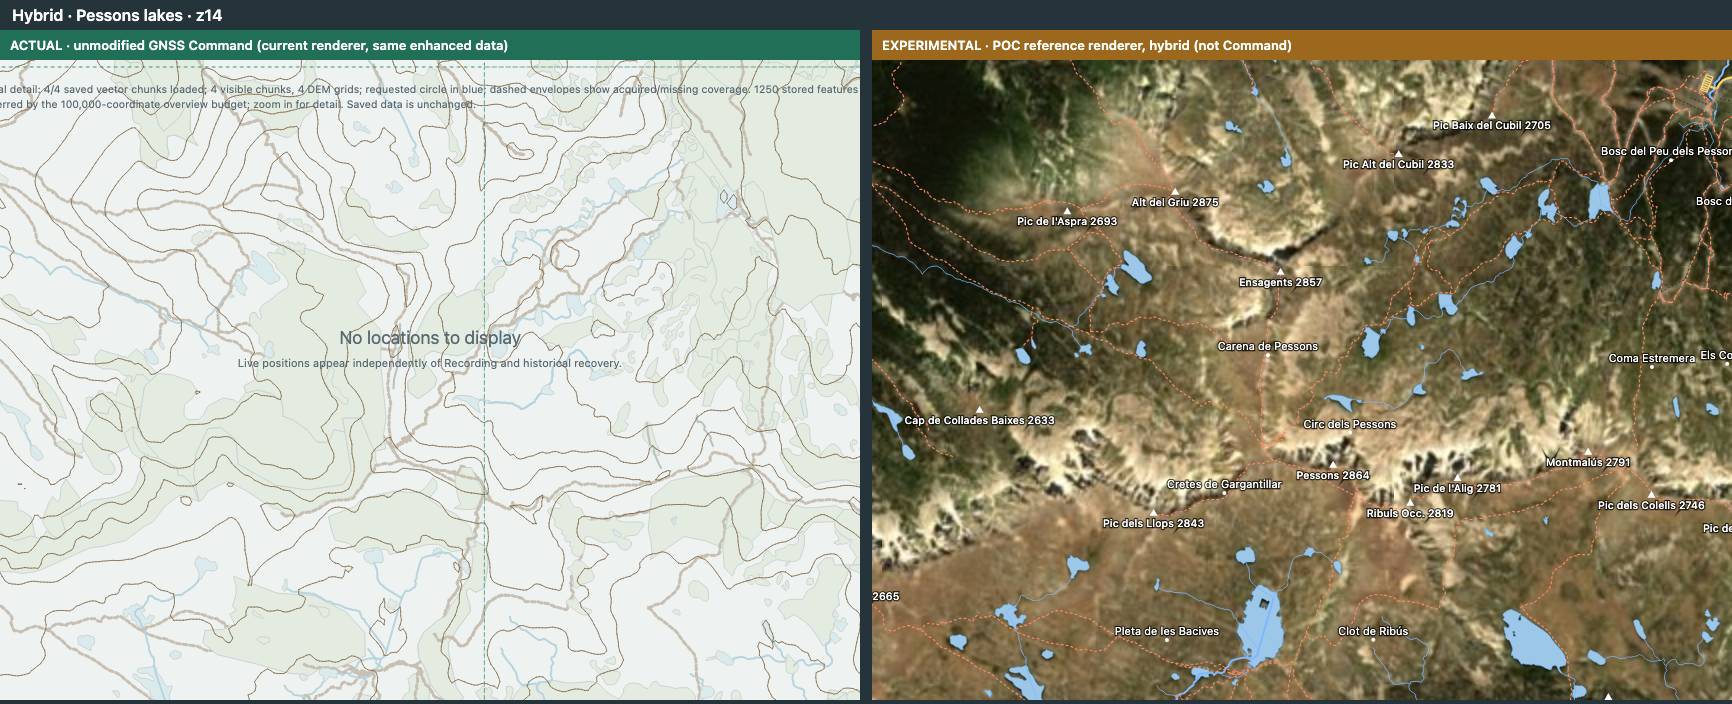 Hybrid · Pessons lakes · z14
ACTUAL · unmodified GNSS Command (current renderer, same enhanced data)
al detail: 4/4 saved vector chunks loaded; 4 visible chunks, 4 DEM grids; requested circle in blue; dashed envelopes show acquired/missing coverage. 1250 stored features
erred by the 100,000-coordinate overview budget; zoom in for detail. Saved data is unchanged.
No locations to display
Live positions appear independently of Recording and historical recovery.
EXPERIMENTAL · POC reference renderer, hybrid (not Command)
Pic Baix del Cubil 2705
Bosc del Peu dels Pesson
Pic Alt del Cubil 2833
Alt del Griu 2875
Bosc d
Pic de l'Aspra 2693
Ensagents 2857
Carena de Pessons
Coma Estremera
Els Co
Cap de Collades Baixes 2633
Circ dels Pessons
Montmalús 2791
Pessons 2864
Cretes de Gargantillar
Pic de l'Alig 2781
Pic dels Colells 2746
Ribuls Occ. 2819
Pic dels Llops 2843
Pic de
2665
Pleta de les Bacives
Clot de Ribús